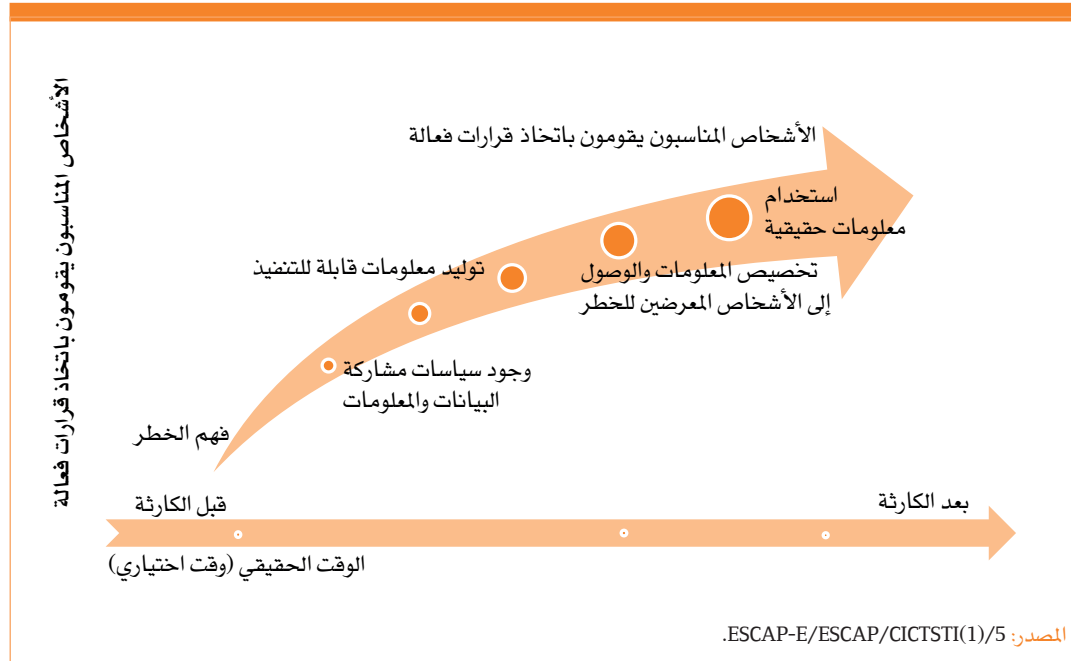 الأشخاص المناسبون يقومون باتخاذ قرارات فعالة
الأشخاص المناسبون يقومون باتخاذ قرارات فعالة
استخدام
معلومات حقيقية
تخصيص المعلومات والوصول
إلى الأشخاص المعرضين للخطر
توليد معلومات قابلة للتنفيذ
وجود سياسات مشاركة
البيانات والمعلومات
فهم الخطر
قبل الكارثة
بعد الكارثة
الوقت الحقيقي (وقت اختياري)
المصدر: ESCAP-E/ESCAP/CICTSTI(1)/5.